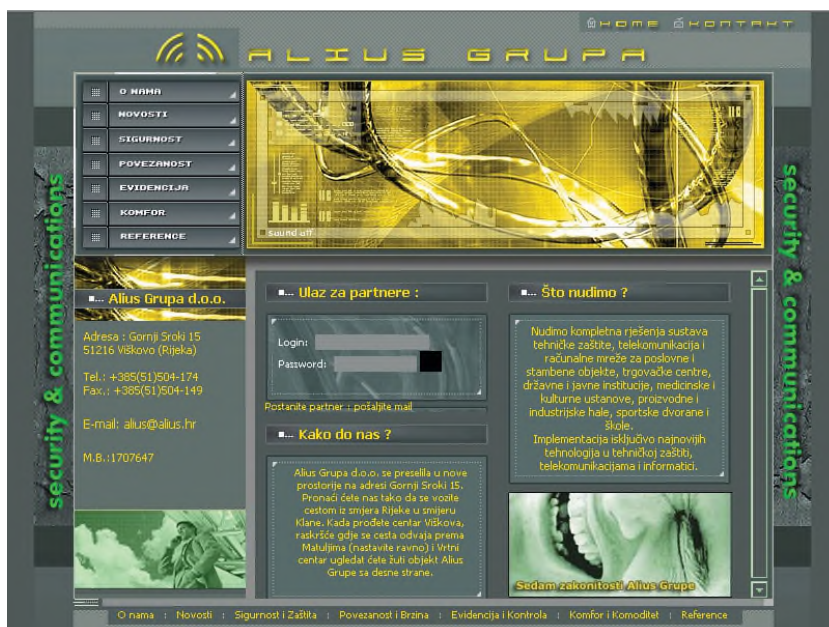 HOME KONTAKT
ALIUS GRUPA
O NAMA
NOVOSTI
SIGURNOST
POVEZANOST
EVIDENCIJA
KOMFOR
REFERENCE
sound off
security & communications
security & communications
Alius Grupa d.o.o.
Adresa : Gornji Sroki 15
51216 Viškovo (Rijeka)
Tel.: +385(51)504-174
Fax.: +385(51)504-149
E-mail: alius@alius.hr
M.B.:1707647
Ulaz za partnere :
Login:
Password:
Postanite partner : pošaljite mail
Kako do nas ?
Alius Grupa d.o.o. se preselila u nove
prostorije na adresi Gornji Sroki 15.
Pronaći ćete nas tako da se vozite
cestom iz smjera Rijeke u smijeru
Klane. Kada prođete centar Viškova,
raskršće gdje se cesta odvaja prema
Matuljima (nastavite ravno) i Vrtni
centar ugledat ćete žuti objekt Alius
Grupe sa desne strane.
Što nudimo ?
Nudimo kompletna rješenja sustava
tehničke zaštite, telekomunikacija i
računalne mreže za poslovne i
stambene objekte, trgovačke centre,
državne i javne institucije, medicinske i
kulturne ustanove, proizvodne i
industrijske hale, sportske dvorane i
škole.
Implementacija isključivo najnovijih
tehnologija u tehničkoj zaštiti,
telekomunikacijama i informatici.
Sedam zakonitosti Alius Grupe
O nama : Novosti : Sigurnost i Zaštita : Povezanost i Brzina : Evidencija i Kontrola : Komfor i Komoditet : Reference